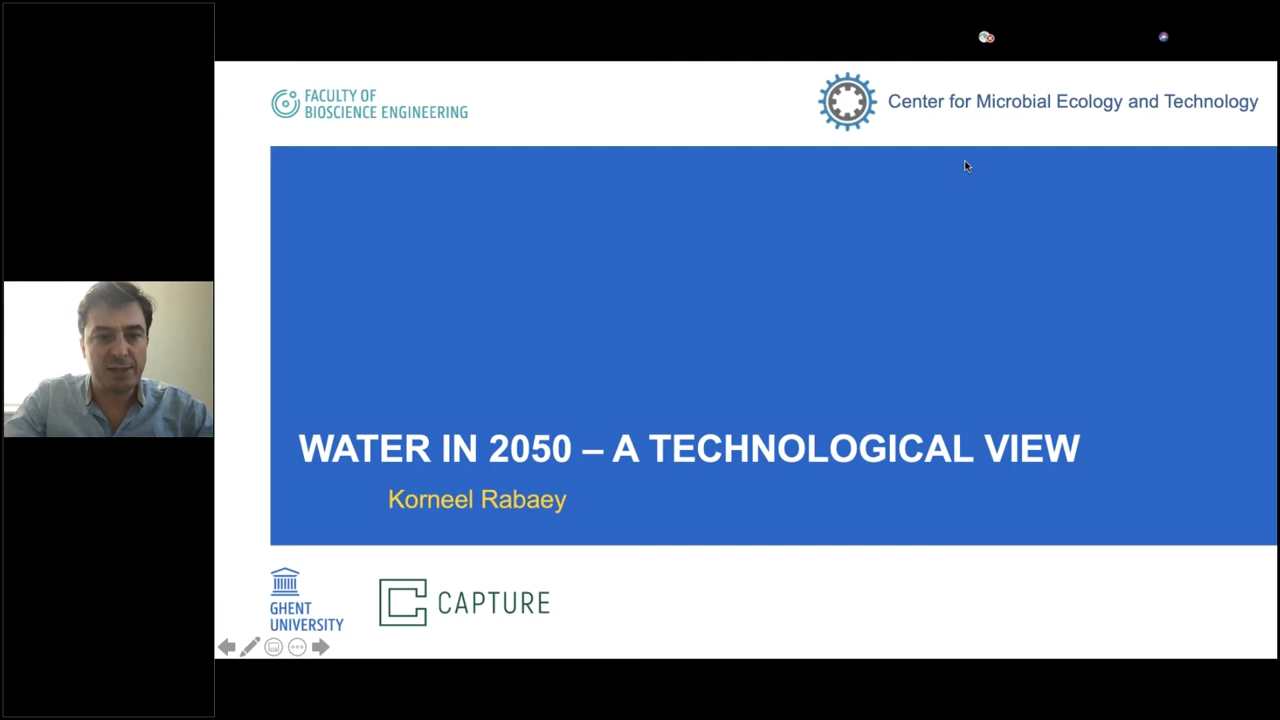 FACULTY OF
BIOSCIENCE ENGINEERING
Center for Microbial Ecology and Technology
WATER IN 2050 – A TECHNOLOGICAL VIEW
Korneel Rabaey
GHENT
UNIVERSITY
CAPTURE